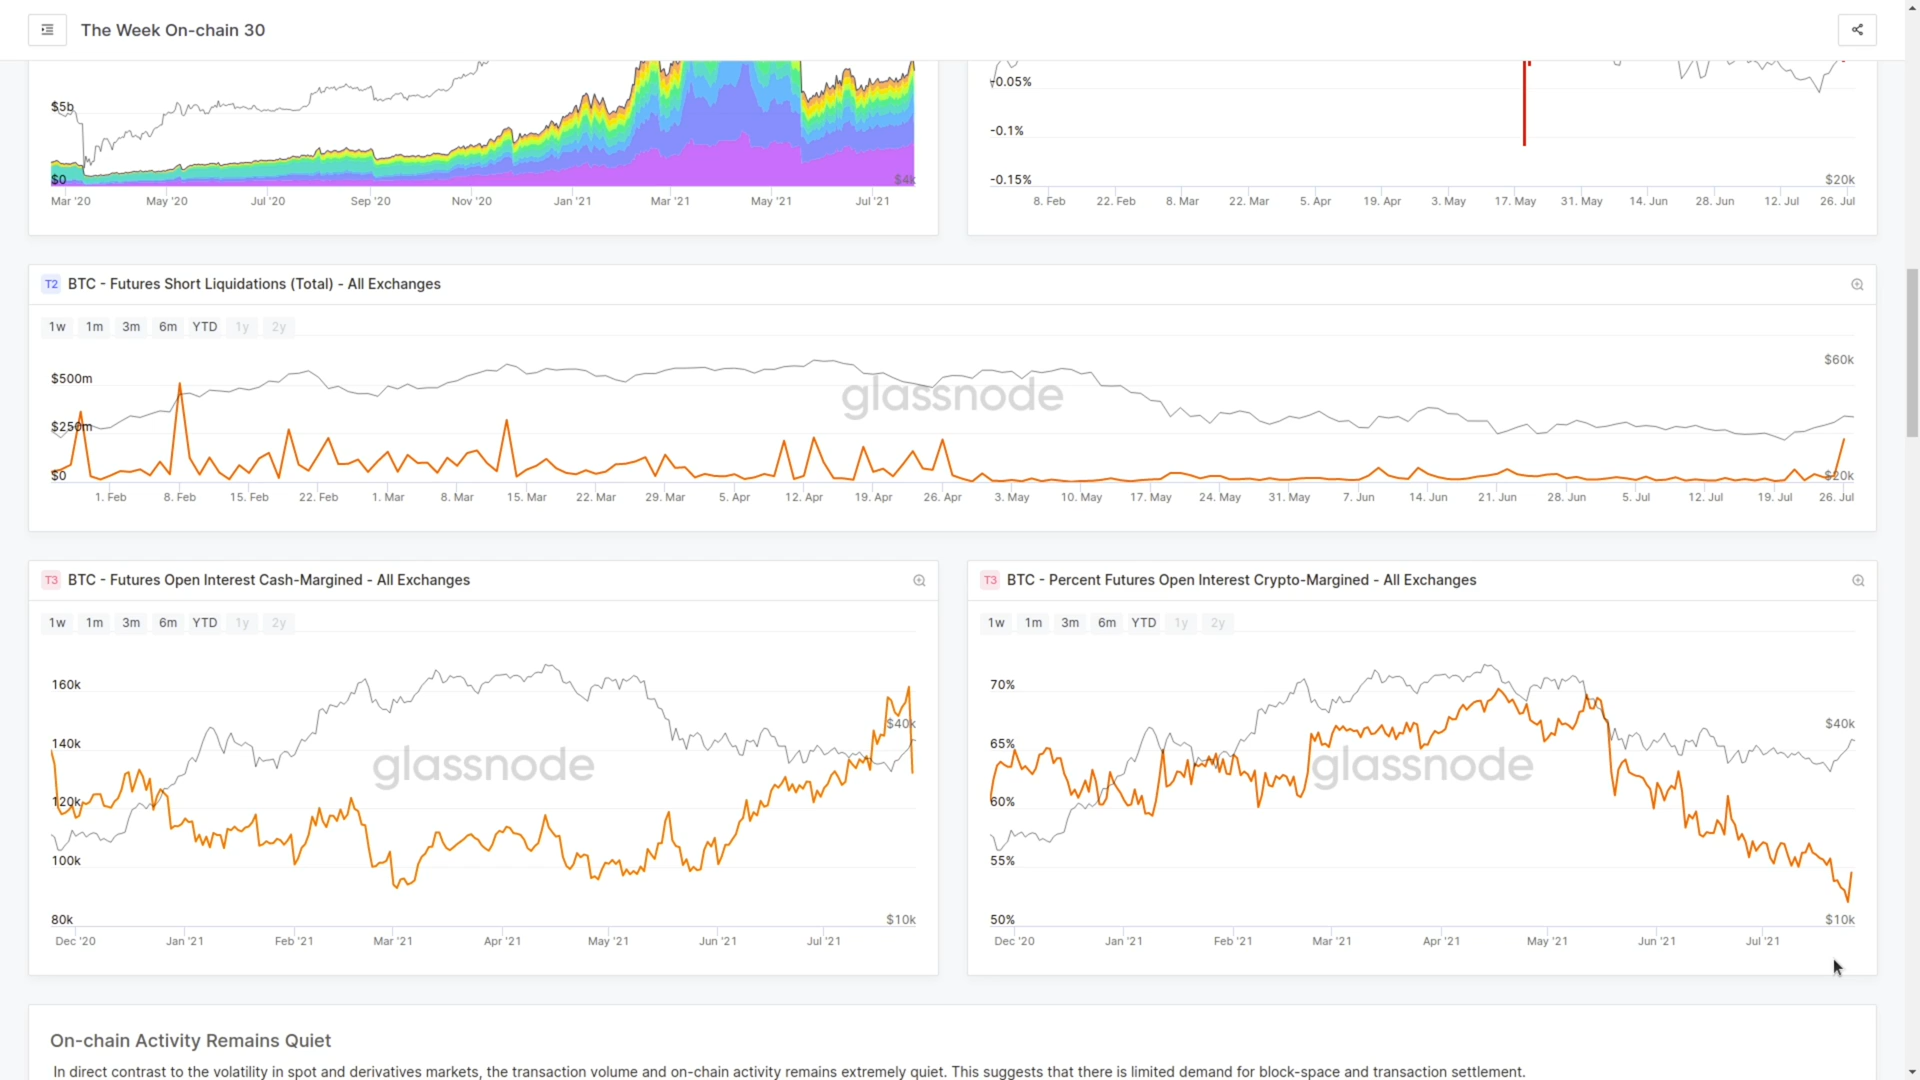 The Week On-chain 30
$5b
$0
$4k
Mar '20 May '20 Jul '20 Sep '20 Nov '20 Jan '21 Mar '21 May '21 Jul '21
-0.05%
-0.1%
-0.15%
$20k
8. Feb 22. Feb 8. Mar 22. Mar 5. Apr 19. Apr 3. May 17. May 31. May 14. Jun 28. Jun 12. Jul 26. Jul
T2 BTC - Futures Short Liquidations (Total) - All Exchanges
1w 1m 3m 6m YTD 1y 2y
$60k
$500m
glassnode
$250m
$0
$20k
1. Feb 8. Feb 15. Feb 22. Feb 1. Mar 8. Mar 15. Mar 22. Mar 29. Mar 5. Apr 12. Apr 19. Apr 26. Apr 3. May 10. May 17. May 24. May 31. May 7. Jun 14. Jun 21. Jun 28. Jun 5. Jul 12. Jul 19. Jul 26. Jul
T3 BTC - Futures Open Interest Cash-Margined - All Exchanges
1w 1m 3m 6m YTD 1y 2y
160k
$40k
140k
glassnode
120k
100k
80k
$10k
Dec '20 Jan '21 Feb '21 Mar '21 Apr '21 May '21 Jun '21 Jul '21
T3 BTC - Percent Futures Open Interest Crypto-Margined - All Exchanges
1w 1m 3m 6m YTD 1y 2y
70%
$40k
65%
glassnode
60%
55%
50%
$10k
Dec '20 Jan '21 Feb '21 Mar '21 Apr '21 May '21 Jun '21 Jul '21
On-chain Activity Remains Quiet
In direct contrast to the volatility in spot and derivatives markets, the transaction volume and on-chain activity remains extremely quiet. This suggests that there is limited demand for block-space and transaction settlement.